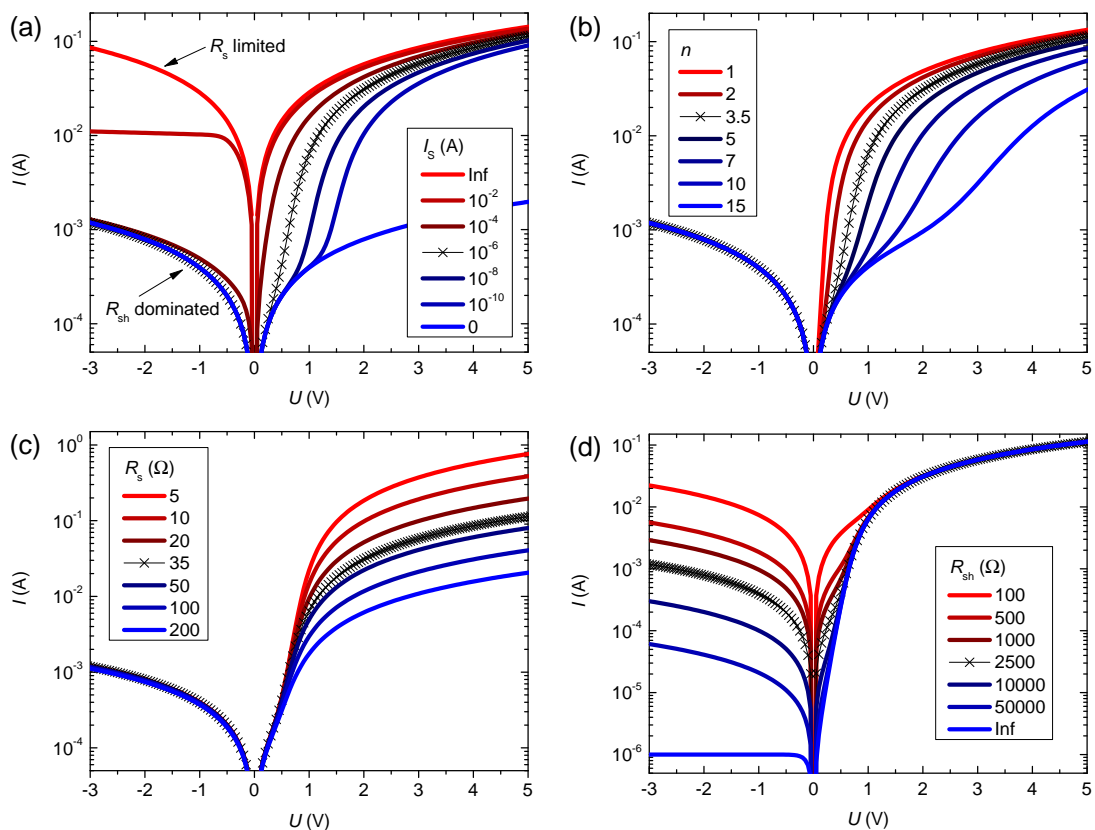 (a)
R_s limited
R_sh dominated
I_S (A)
Inf
10^-2
10^-4
10^-6
10^-8
10^-10
0
10^-1
10^-2
10^-3
10^-4
I (A)
-3 -2 -1 0 1 2 3 4 5
U (V)
(b)
n
1
2
3.5
5
7
10
15
10^-1
10^-2
10^-3
10^-4
I (A)
-3 -2 -1 0 1 2 3 4 5
U (V)
(c)
R_s (Ω)
5
10
20
35
50
100
200
10^0
10^-1
10^-2
10^-3
10^-4
I (A)
-3 -2 -1 0 1 2 3 4 5
U (V)
(d)
R_sh (Ω)
100
500
1000
2500
10000
50000
Inf
10^-1
10^-2
10^-3
10^-4
10^-5
10^-6
I (A)
-3 -2 -1 0 1 2 3 4 5
U (V)